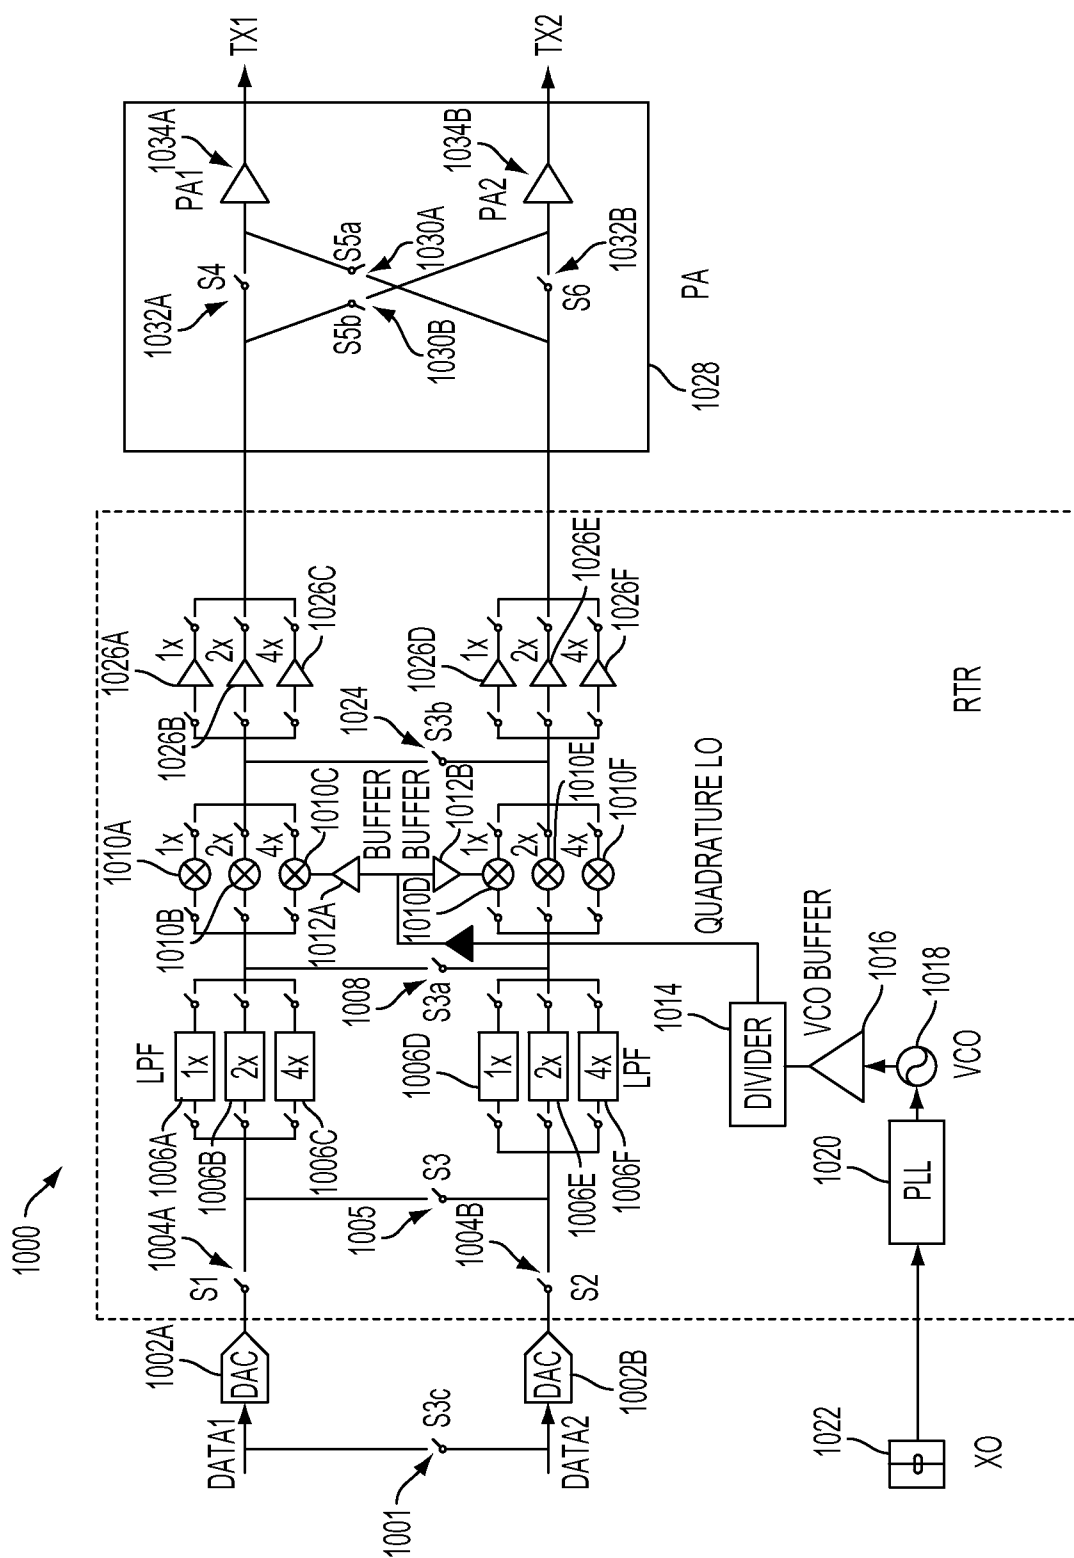 1000
DATA1
DATA2
1001
S3c
1002A
DAC
DAC
1002B
S1
1004A
S2
1004B
1005
S3
LPF
1006A
1x
1006B
2x
1006C
4x
1006D
1x
1006E
2x
1006F
4x
LPF
1008
S3a
1010A
1x
1010B
2x
1010C
4x
1012A
BUFFER
BUFFER
1012B
1010D
1x
2x
1010E
4x
1010F
1024
S3b
1026A
1x
1026B
2x
4x
1026C
1026D
1x
2x
1026E
4x
1026F
QUADRATURE LO
1014
DIVIDER
VCO BUFFER
1016
1018
VCO
1020
PLL
1022
XO
RTR
1032A
S4
S5b
1030B
S5a
1030A
S6
1032B
PA1
1034A
PA2
1034B
1028
PA
TX1
TX2